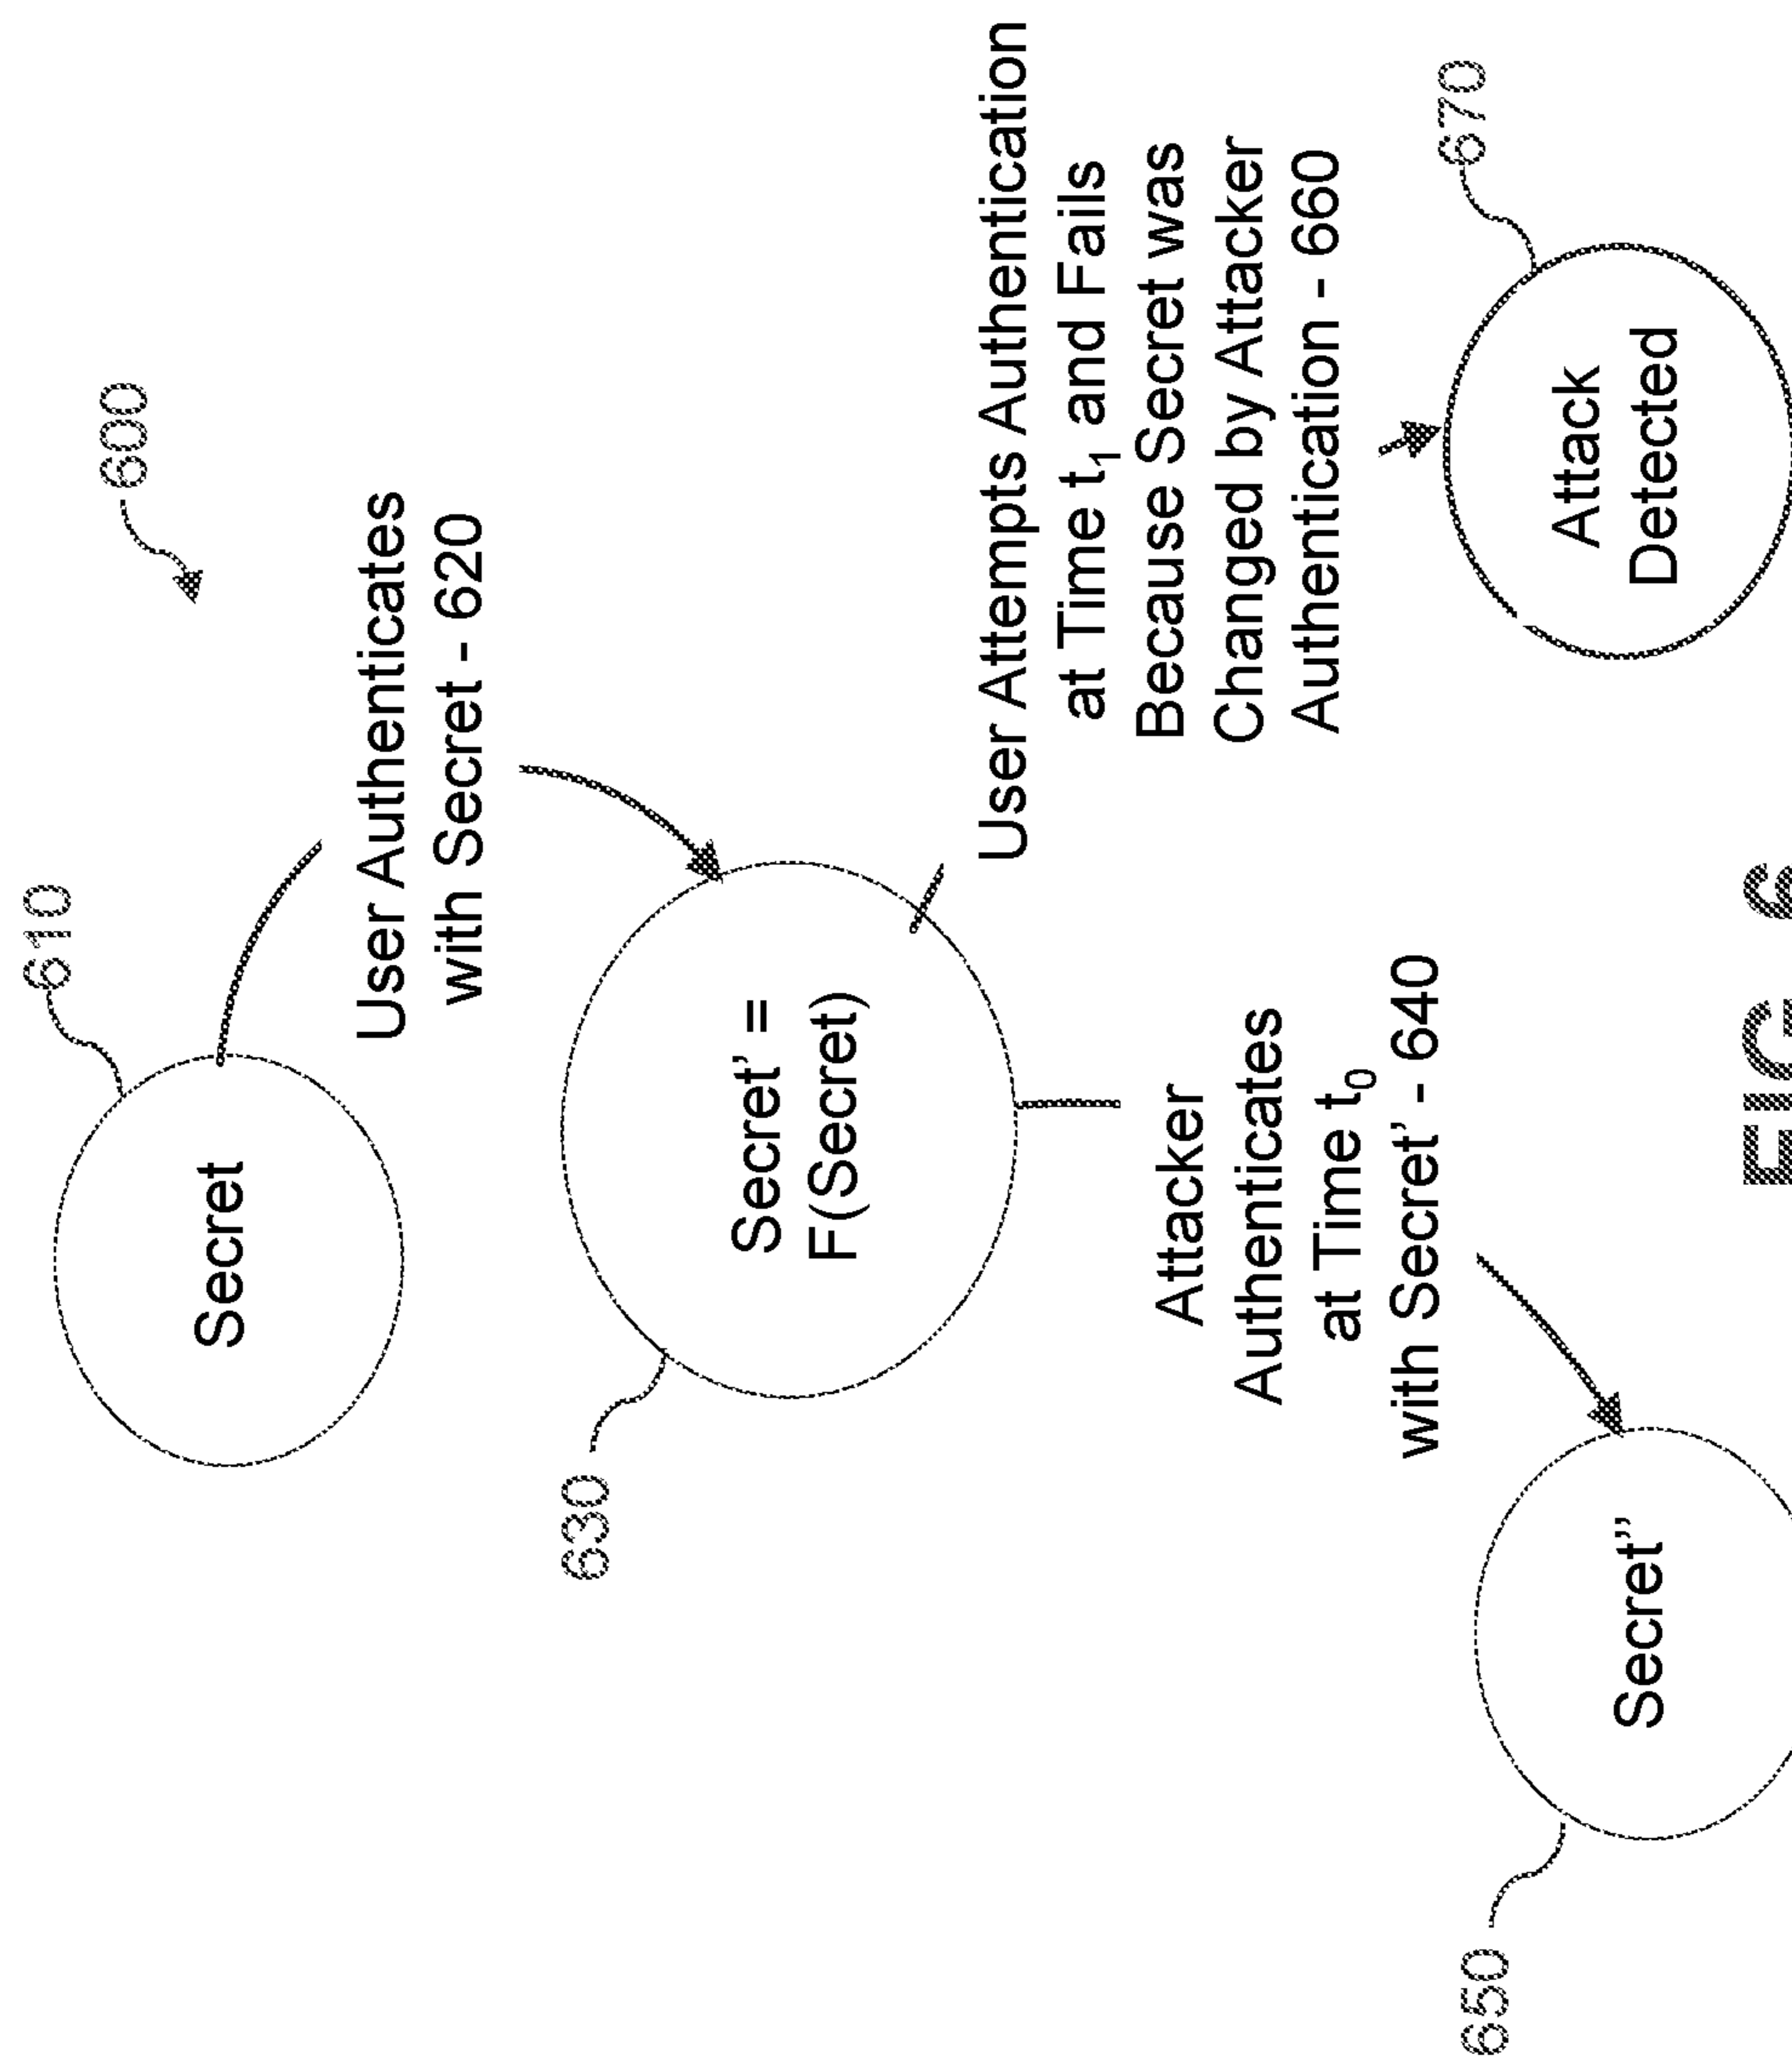 600
610
Secret
User Authenticates
with Secret - 620
630
Secret' =
F(Secret)
User Attempts Authentication
at Time t₁ and Fails
Because Secret was
Changed by Attacker
Authentication - 660
Attacker
Authenticates
at Time t₀
with Secret' - 640
650
Secret''
670
Attack
Detected
FIG. 6